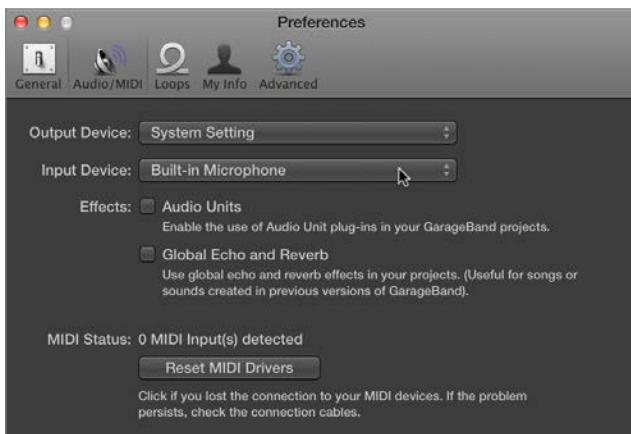 Preferences
General Audio/MIDI Loops My Info Advanced
Output Device: System Setting
Input Device: Built-in Microphone
Effects: Audio Units
Enable the use of Audio Unit plug-ins in your GarageBand projects.
Global Echo and Reverb
Use global echo and reverb effects in your projects. (Useful for songs or
sounds created in previous versions of GarageBand).
MIDI Status: 0 MIDI Input(s) detected
Reset MIDI Drivers
Click if you lost the connection to your MIDI devices. If the problem
persists, check the connection cables.